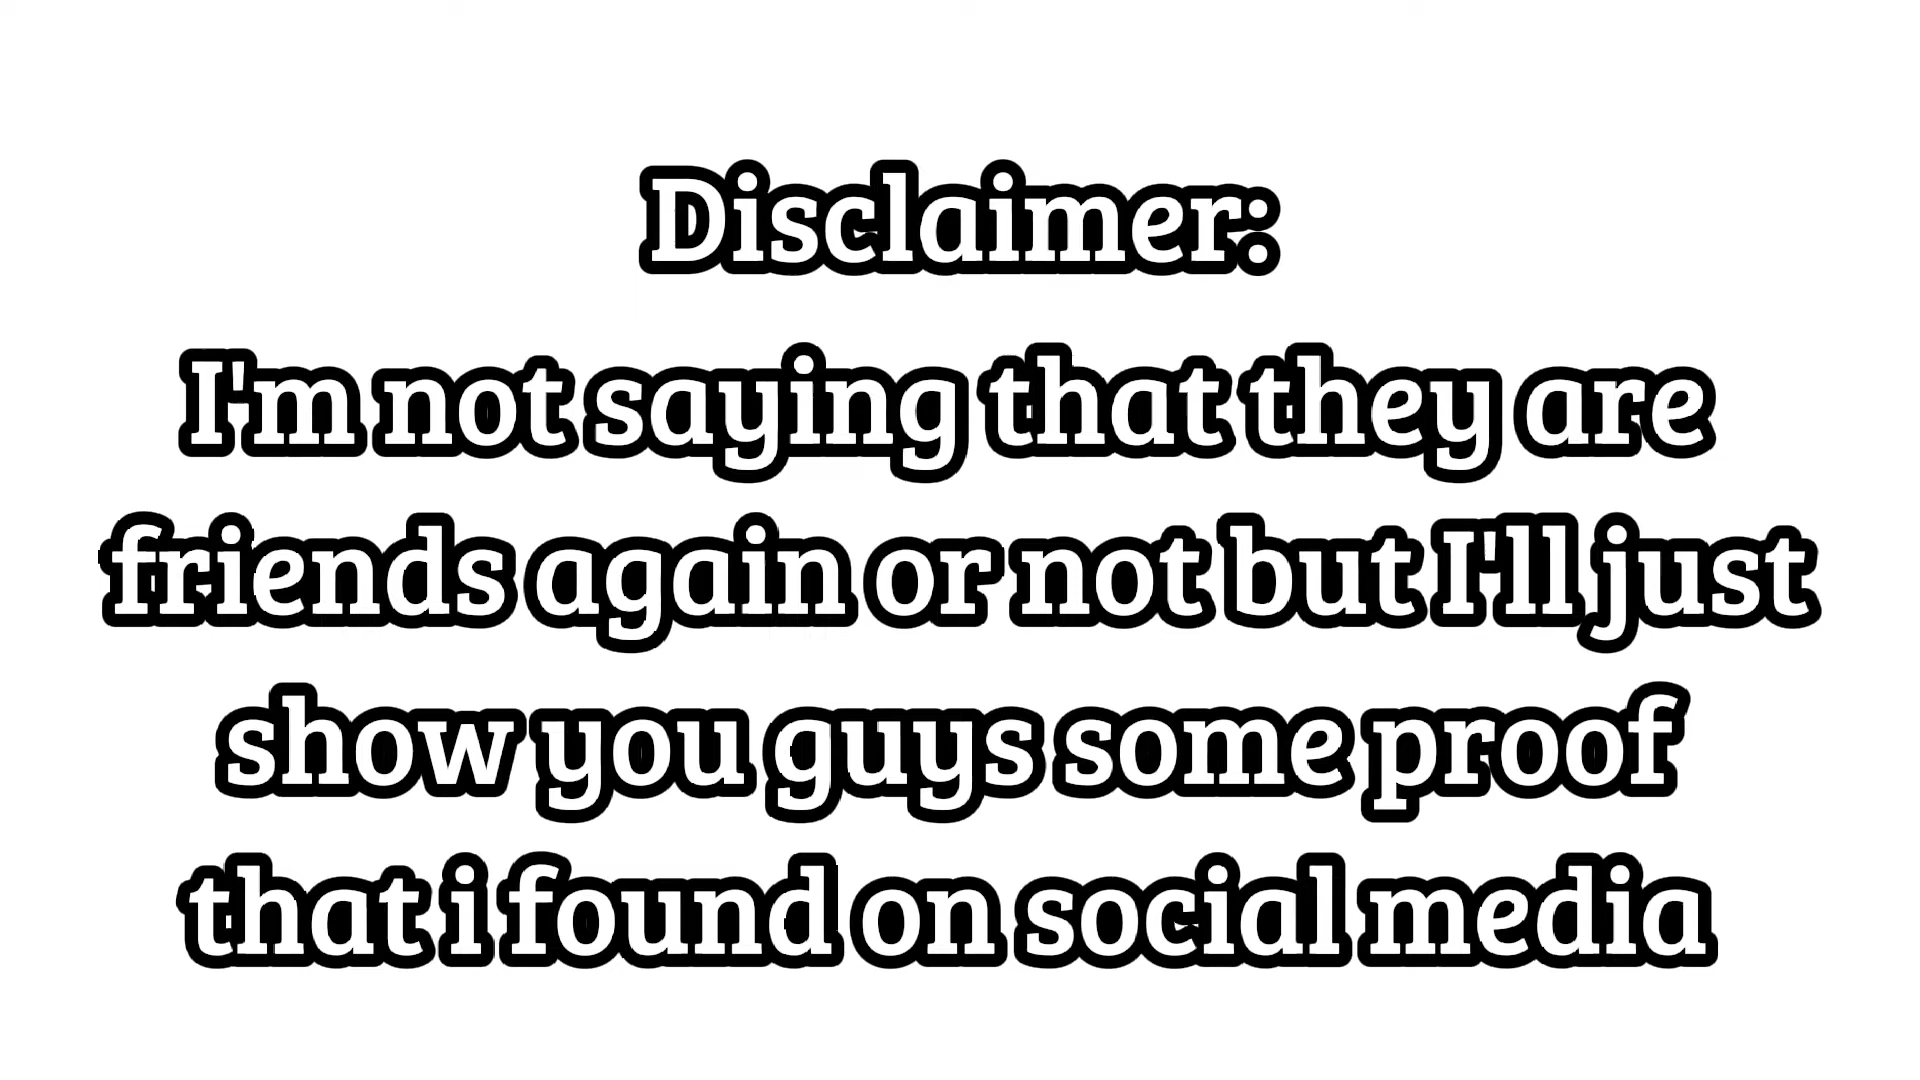 Disclaimer:
I'm not saying that they are
friends again or not but I'll just
show you guys some proof
that i found on social media